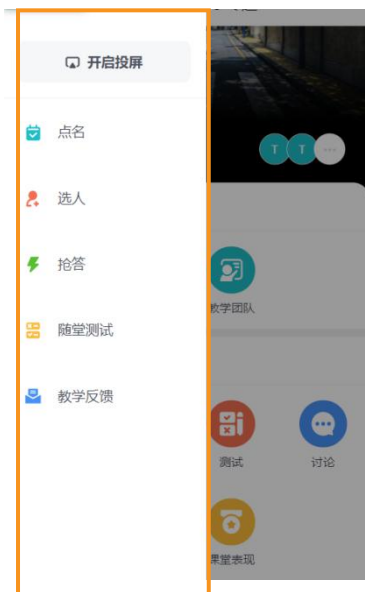 开启投屏
点名
T T ...
选人
抢答
教学团队
随堂测试
教学反馈
测试 讨论
课堂表现